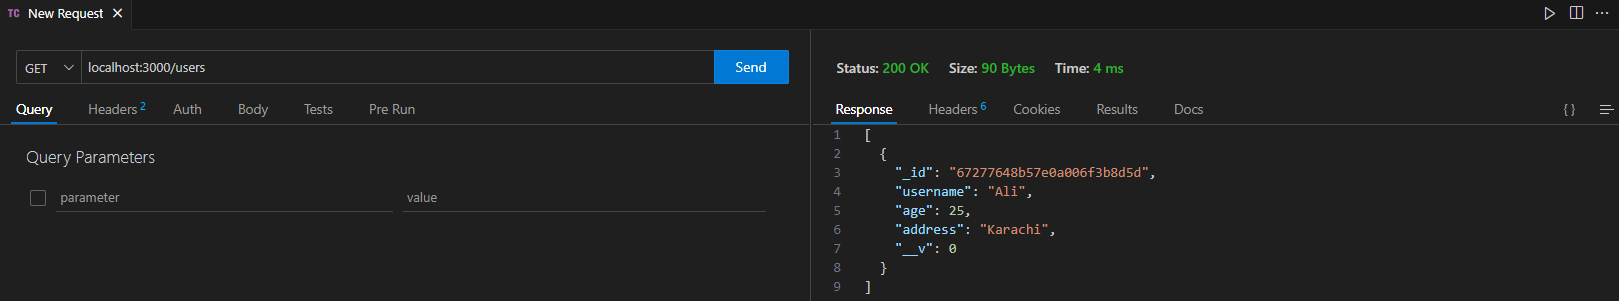 TC New Request
GET localhost:3000/users Send
Query Headers 2 Auth Body Tests Pre Run
Query Parameters
parameter value
Status: 200 OK Size: 90 Bytes Time: 4 ms
Response Headers 6 Cookies Results Docs {}
1 [
2 {
3 "_id": "67277648b57e0a006f3b8d5d",
4 "username": "Ali",
5 "age": 25,
6 "address": "Karachi",
7 "__v": 0
8 }
9 ]